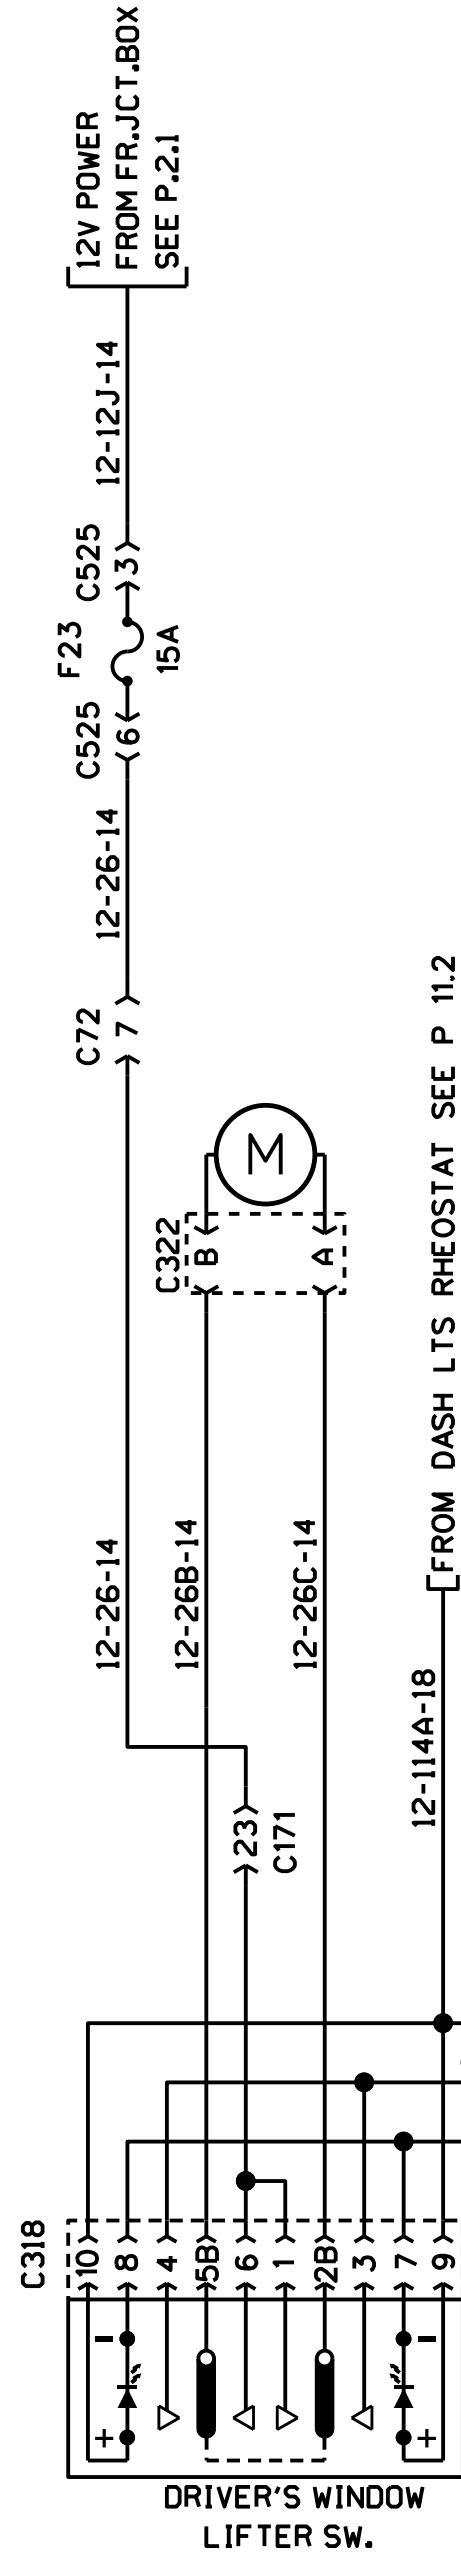 12V POWER
FROM FR.JCT.BOX
SEE P.2.1
12-12J-14
C525
3
F23
15A
C525
6
12-26-14
C72
7
M
C322
B
A
12-26-14
12-26B-14
12-26C-14
FROM DASH LTS RHEOSTAT SEE P 11.2
12-114A-18
23
C171
C318
10
8
4
5B
6
1
2B
3
7
9
-
+
-
+
DRIVER'S WINDOW
LIFTER SW.